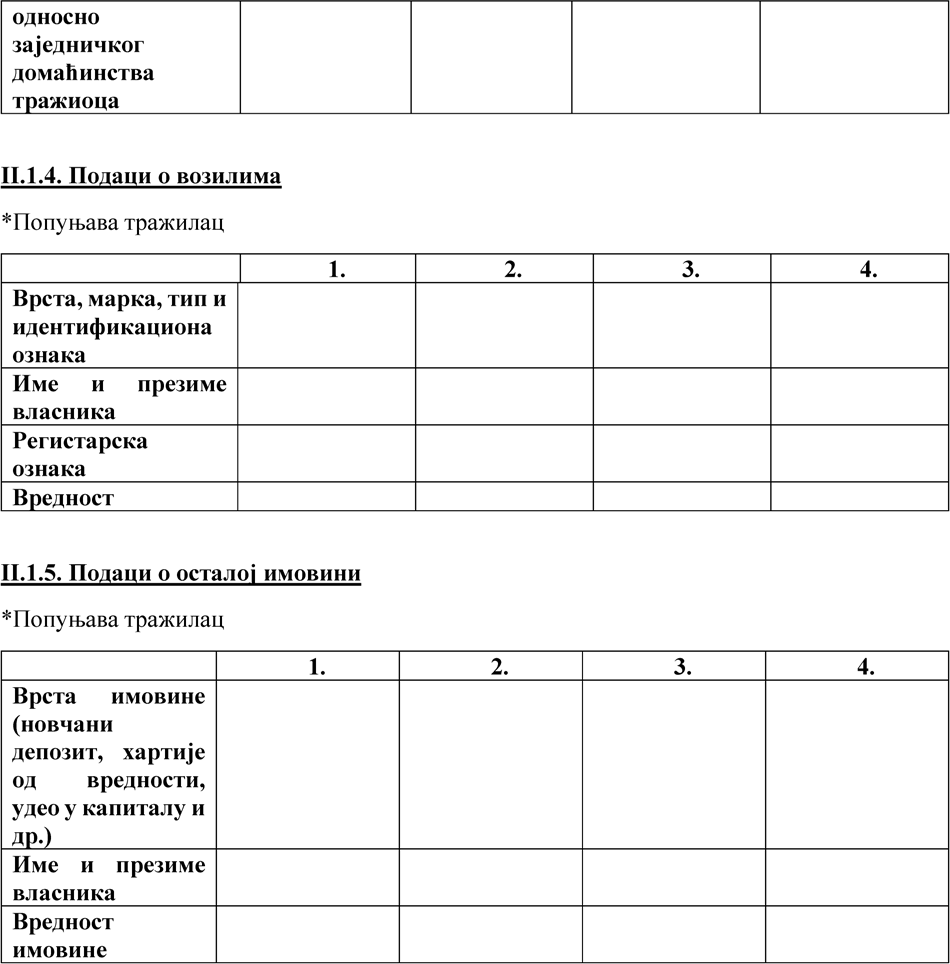 односно
заједничког
домаћинства
тражиоца
II.1.4. Подаци о возилима
*Попуњава тражилац
1. 2. 3. 4.
Врста, марка, тип и
идентификациона
ознака
Име и презиме
власника
Регистарска
ознака
Вредност
II.1.5. Подаци о осталој имовини
*Попуњава тражилац
1. 2. 3. 4.
Врста имовине
(новчани
депозит, хартије
од вредности,
удео у капиталу и
др.)
Име и презиме
власника
Вредност
имовине